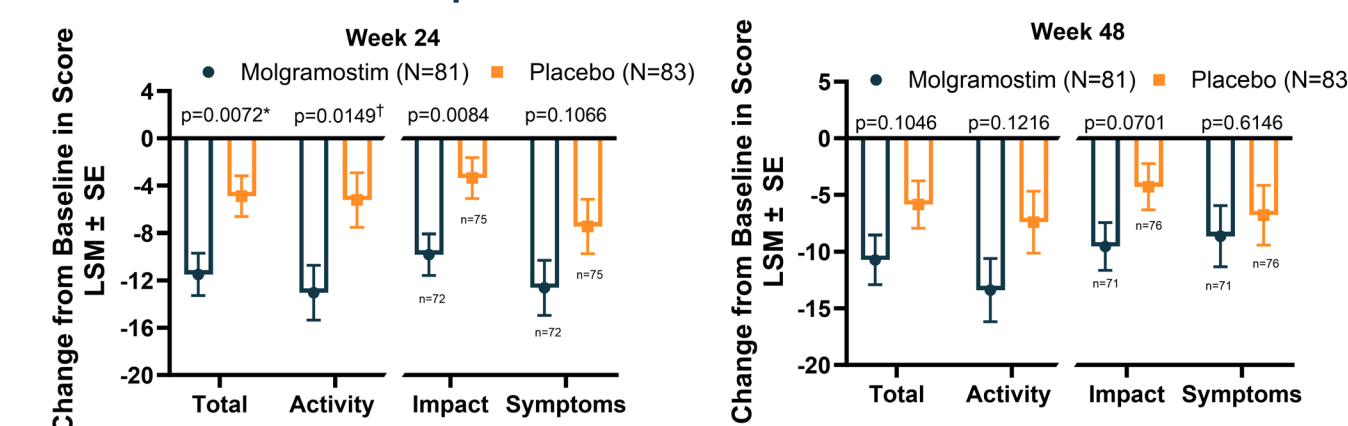 Week 24
Molgramostim (N=81) Placebo (N=83)
Change from Baseline in Score
LSM ± SE
4
0
-4
-8
-12
-16
-20
p=0.0072* p=0.0149† p=0.0084 p=0.1066
n=75
n=72
n=75
n=72
Total Activity Impact Symptoms
Week 48
Molgramostim (N=81) Placebo (N=83
Change from Baseline in Score
LSM ± SE
5
0
-5
-10
-15
-20
p=0.1046 p=0.1216 p=0.0701 p=0.6146
n=76
n=71
n=76
n=71
Total Activity Impact Symptoms